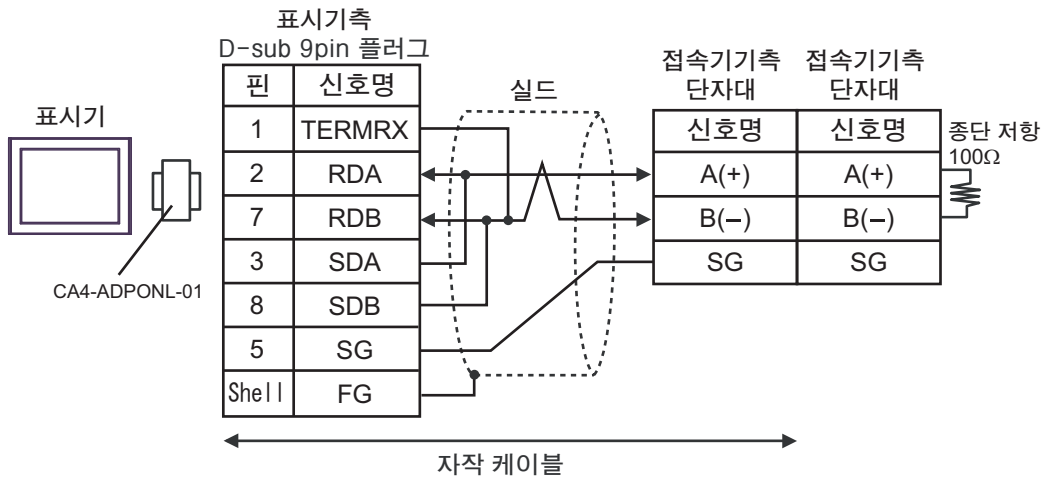 표시기측
D-sub 9pin 플러그
핀 신호명
1 TERMRX
2 RDA
7 RDB
3 SDA
8 SDB
5 SG
Shell FG
표시기
CA4-ADPONL-01
실드
접속기기측
단자대
신호명
A(+)
B(−)
SG
접속기기측
단자대
신호명
A(+)
B(−)
SG
종단 저항
100Ω
자작 케이블